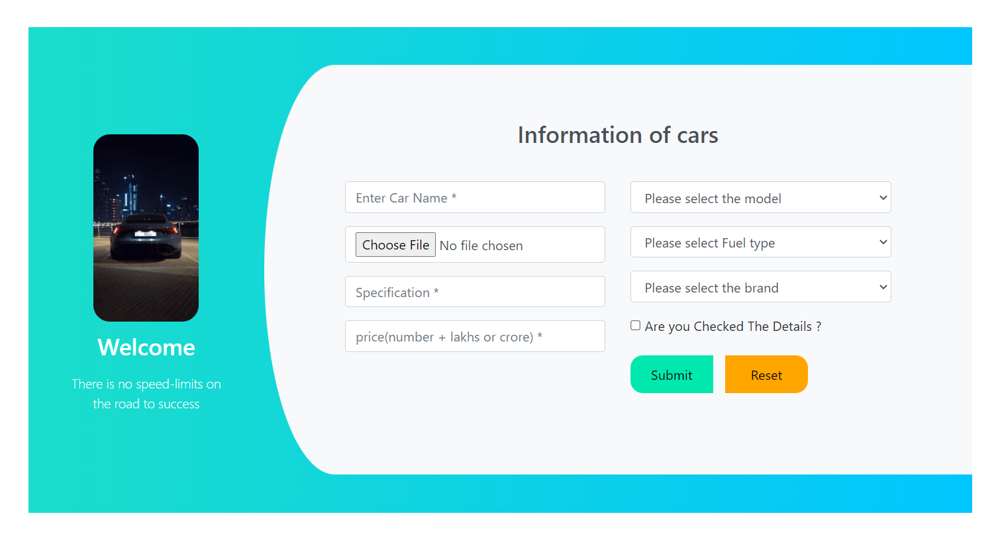 Information of cars
Enter Car Name *
Choose File No file chosen
Specification *
price(number + lakhs or crore) *
Please select the model
Please select Fuel type
Please select the brand
Are you Checked The Details ?
Submit
Reset
Welcome
There is no speed-limits on
the road to success